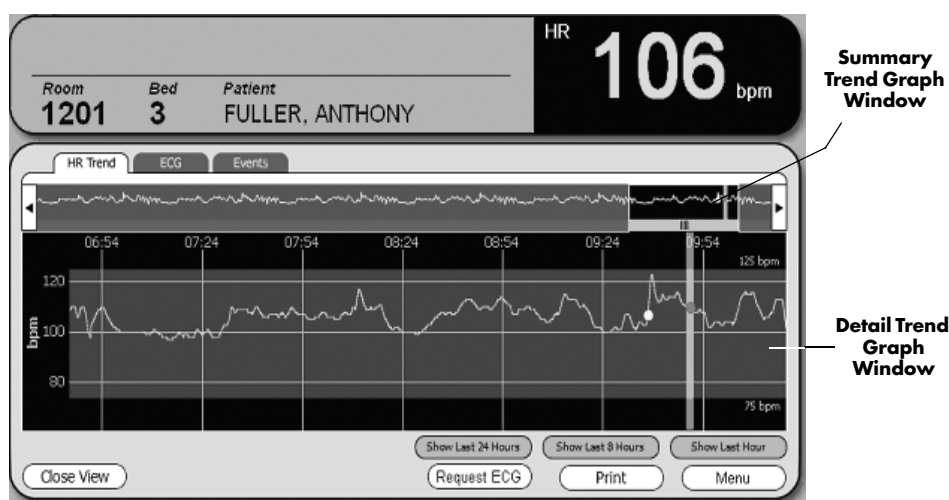 HR
106
bpm
Room Bed Patient
1201 3 FULLER, ANTHONY
Summary
Trend Graph
Window
HR Trend ECG Events
06:54 07:24 07:54 08:24 08:54 09:24 09:54
125 bpm
120
bpm
100
80
75 bpm
Detail Trend
Graph
Window
Show Last 24 Hours Show Last 8 Hours Show Last Hour
Close View Request ECG Print Menu